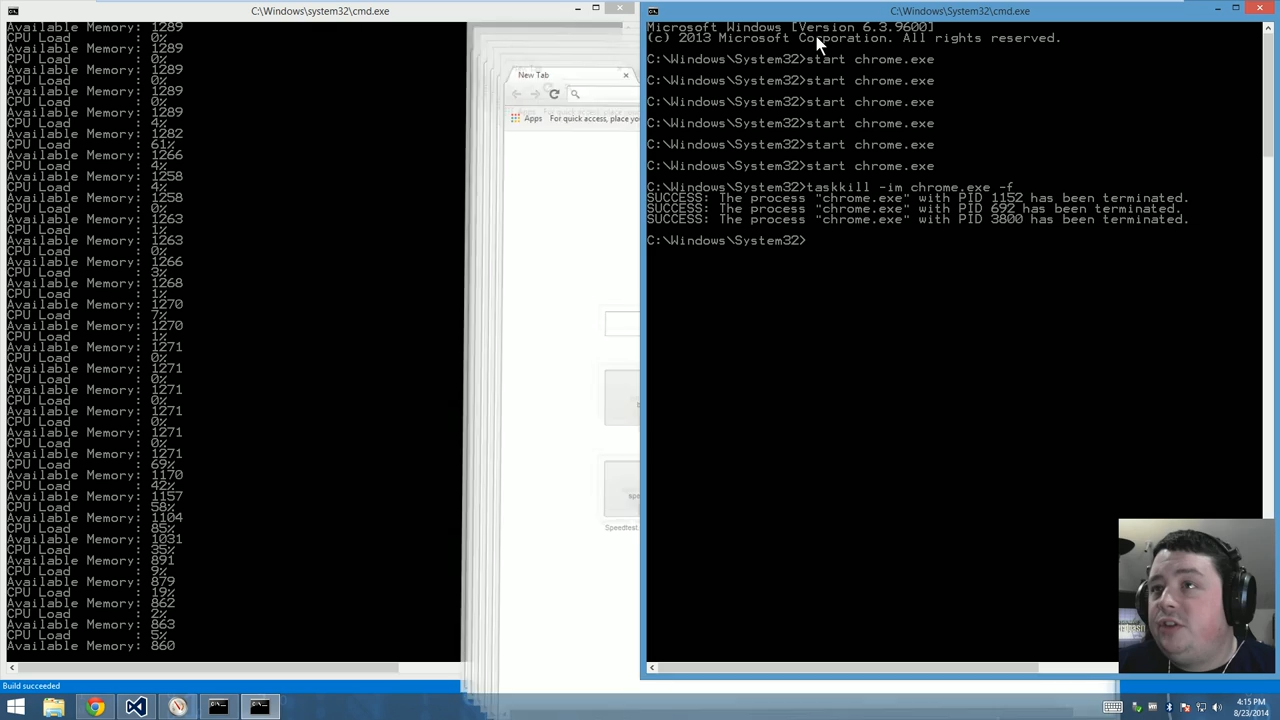 C:\Windows\system32\cmd.exe
Available Memory: 1289
CPU Load : 0%
Available Memory: 1289
CPU Load : 0%
Available Memory: 1289
CPU Load : 0%
Available Memory: 1289
CPU Load : 0%
Available Memory: 1289
CPU Load : 4%
Available Memory: 1282
CPU Load : 61%
Available Memory: 1266
CPU Load : 4%
Available Memory: 1258
CPU Load : 4%
Available Memory: 1258
CPU Load : 0%
Available Memory: 1263
CPU Load : 1%
Available Memory: 1263
CPU Load : 0%
Available Memory: 1266
CPU Load : 3%
Available Memory: 1268
CPU Load : 1%
Available Memory: 1270
CPU Load : 7%
Available Memory: 1270
CPU Load : 1%
Available Memory: 1271
CPU Load : 0%
Available Memory: 1271
CPU Load : 0%
Available Memory: 1271
CPU Load : 0%
Available Memory: 1271
CPU Load : 0%
Available Memory: 1271
CPU Load : 0%
Available Memory: 1271
CPU Load : 69%
Available Memory: 1170
CPU Load : 42%
Available Memory: 1157
CPU Load : 58%
Available Memory: 1104
CPU Load : 85%
Available Memory: 1031
CPU Load : 35%
Available Memory: 891
CPU Load : 9%
Available Memory: 879
CPU Load : 19%
Available Memory: 862
CPU Load : 2%
Available Memory: 863
CPU Load : 5%
Available Memory: 860
New Tab
Apps For quick access, place you
Speedtest
C:\Windows\System32\cmd.exe
Microsoft Windows [Version 6.3.9600]
(c) 2013 Microsoft Corporation. All rights reserved.
C:\Windows\System32>start chrome.exe
C:\Windows\System32>start chrome.exe
C:\Windows\System32>start chrome.exe
C:\Windows\System32>start chrome.exe
C:\Windows\System32>start chrome.exe
C:\Windows\System32>start chrome.exe
C:\Windows\System32>taskkill -im chrome.exe -f
SUCCESS: The process "chrome.exe" with PID 1152 has been terminated.
SUCCESS: The process "chrome.exe" with PID 692 has been terminated.
SUCCESS: The process "chrome.exe" with PID 3800 has been terminated.
C:\Windows\System32>
Build succeeded
4:15 PM
8/23/2014